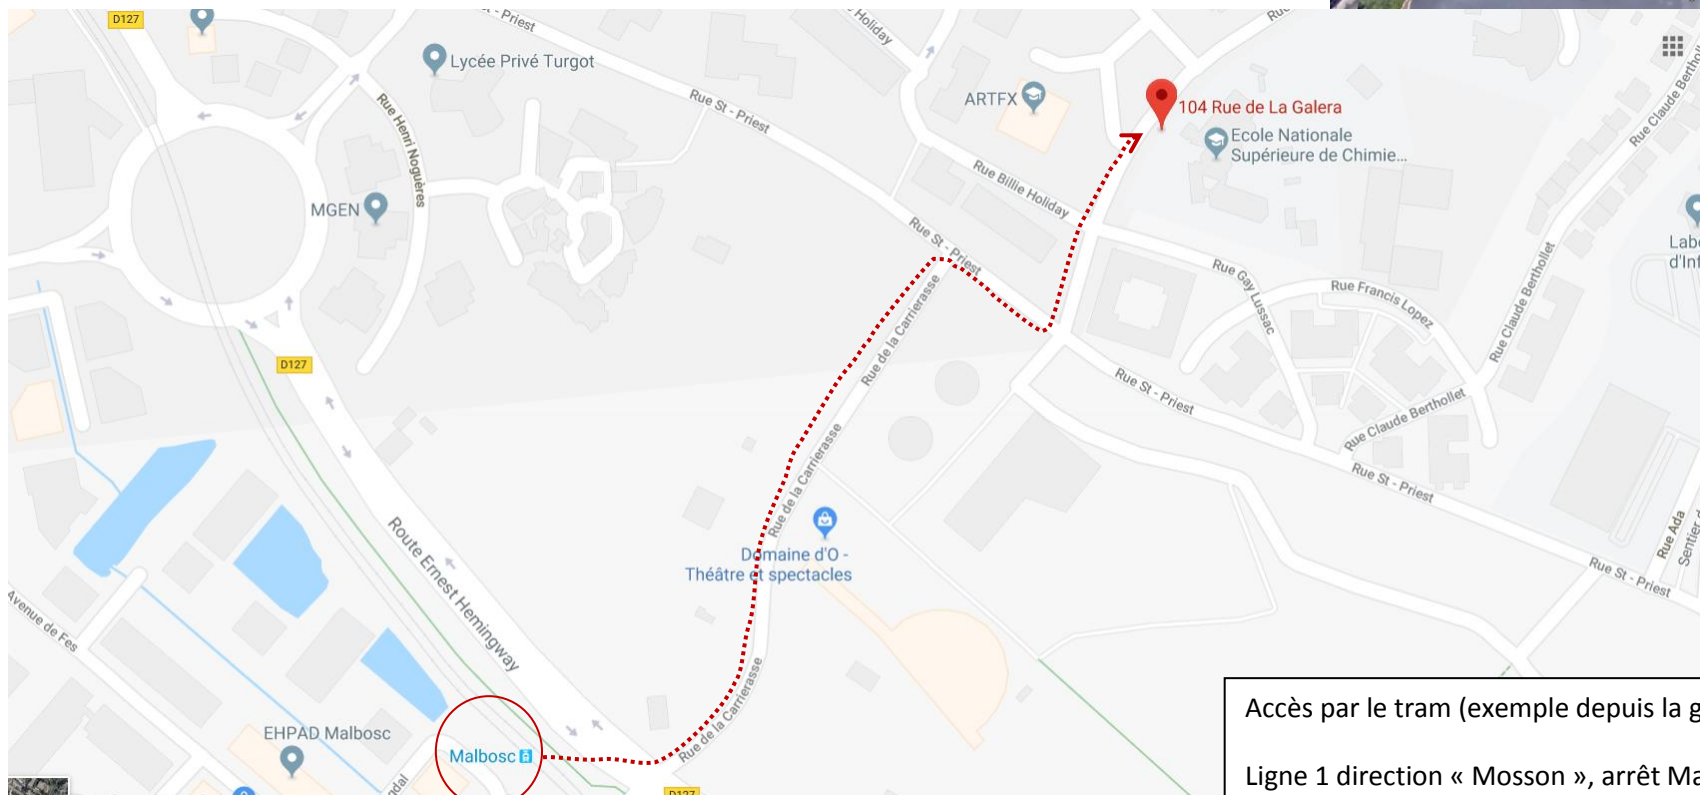 D127
St - Priest
Holiday
Lycée Privé Turgot
ARTFX
104 Rue de La Galera
Ecole Nationale
Supérieure de Chimie...
Rue Claude Berthollet
Rue Henri Noguères
Rue St - Priest
MGEN
Rue Billie Holiday
Rue St - Priest
Rue Gay Lussac
Rue Francis Lopez
Rue Claude Berthollet
D127
Rue de la Carrierasse
Rue St - Priest
Rue Claude Berthollet
Rue de la Carrierasse
Rue St - Priest
Route Ernest Hemingway
Domaine d'O -
Théâtre et spectacles
Rue Ada
Sentier
Rue St - Priest
Avenue de Fes
Rue de la Carrierasse
EHPAD Malbosc
Malbosc
D127
Accès par le tram (exemple depuis la
Ligne 1 direction « Mosson », arrêt